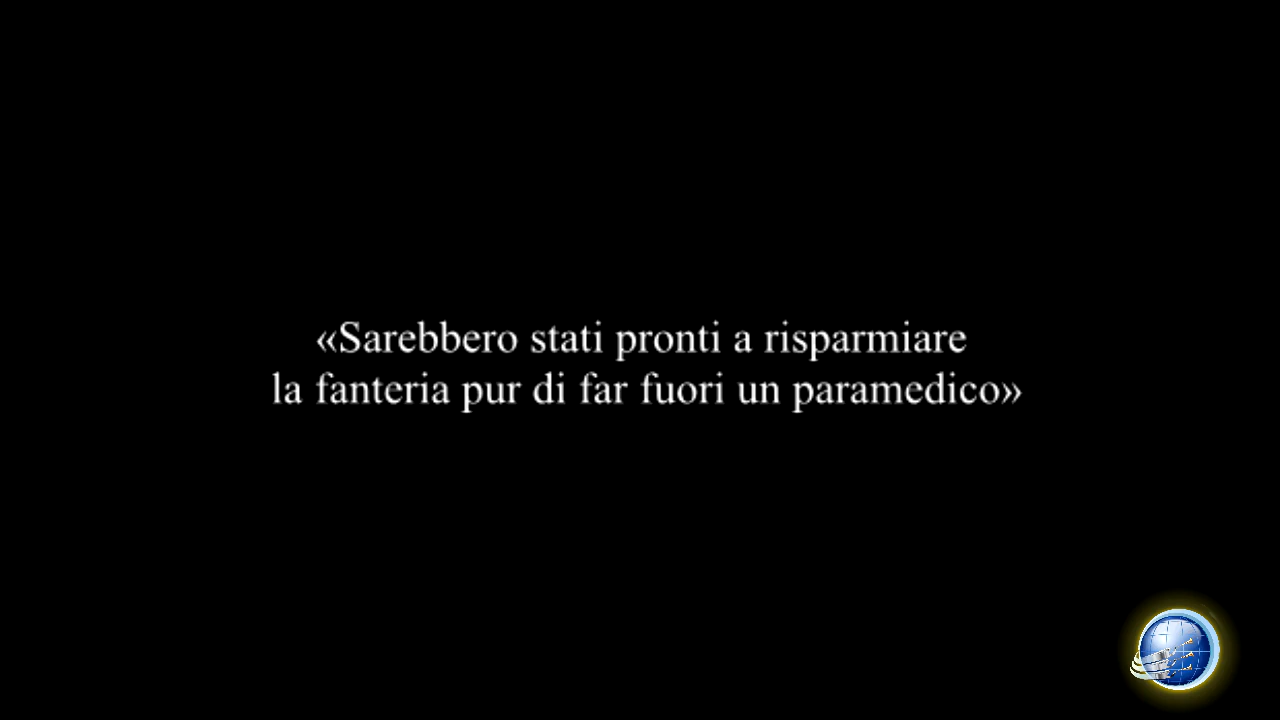 «Sarebbero stati pronti a risparmiare
la fanteria pur di far fuori un paramedico»